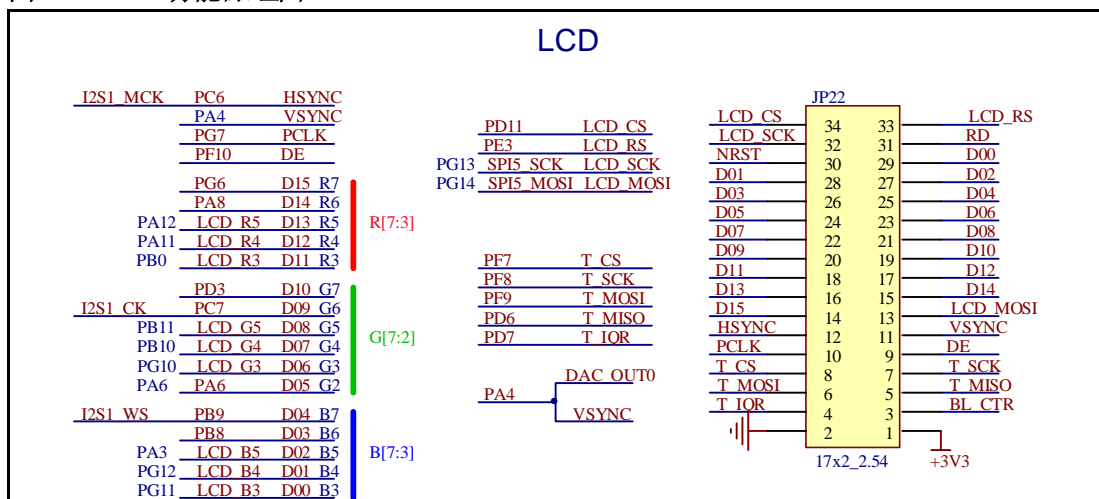 LCD
I2S1_MCK PC6 HSYNC
PA4 VSYNC
PG7 PCLK
PF10 DE
PG6 D15 R7
PA8 D14 R6
PA12 LCD_R5 D13 R5
PA11 LCD_R4 D12 R4
PB0 LCD_R3 D11 R3
R[7:3]
PD3 D10 G7
I2S1_CK PC7 D09 G6
PB11 LCD_G5 D08 G5
PB10 LCD_G4 D07 G4
PG10 LCD_G3 D06 G3
PA6 PA6 D05 G2
G[7:2]
I2S1_WS PB9 D04 B7
PB8 D03 B6
PA3 LCD_B5 D02 B5
PG12 LCD_B4 D01 B4
PG11 LCD_B3 D00 B3
B[7:3]
PD11 LCD_CS
PE3 LCD_RS
PG13 SPI5_SCK LCD_SCK
PG14 SPI5_MOSI LCD_MOSI
PF7 T_CS
PF8 T_SCK
PF9 T_MOSI
PD6 T_MISO
PD7 T_IQR
DAC_OUT0
PA4
VSYNC
JP22
LCD_CS 34 33 LCD_RS
LCD_SCK 32 31 RD
NRST 30 29 D00
D01 28 27 D02
D03 26 25 D04
D05 24 23 D06
D07 22 21 D08
D09 20 19 D10
D11 18 17 D12
D13 16 15 D14
D15 14 13 LCD_MOSI
HSYNC 12 11 VSYNC
PCLK 10 9 DE
T_CS 8 7 T_SCK
T_MOSI 6 5 T_MISO
T_IQR 4 3 BL_CTR
2 1
17x2_2.54 +3V3